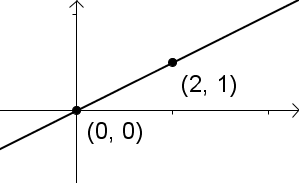 (2, 1)
(0, 0)